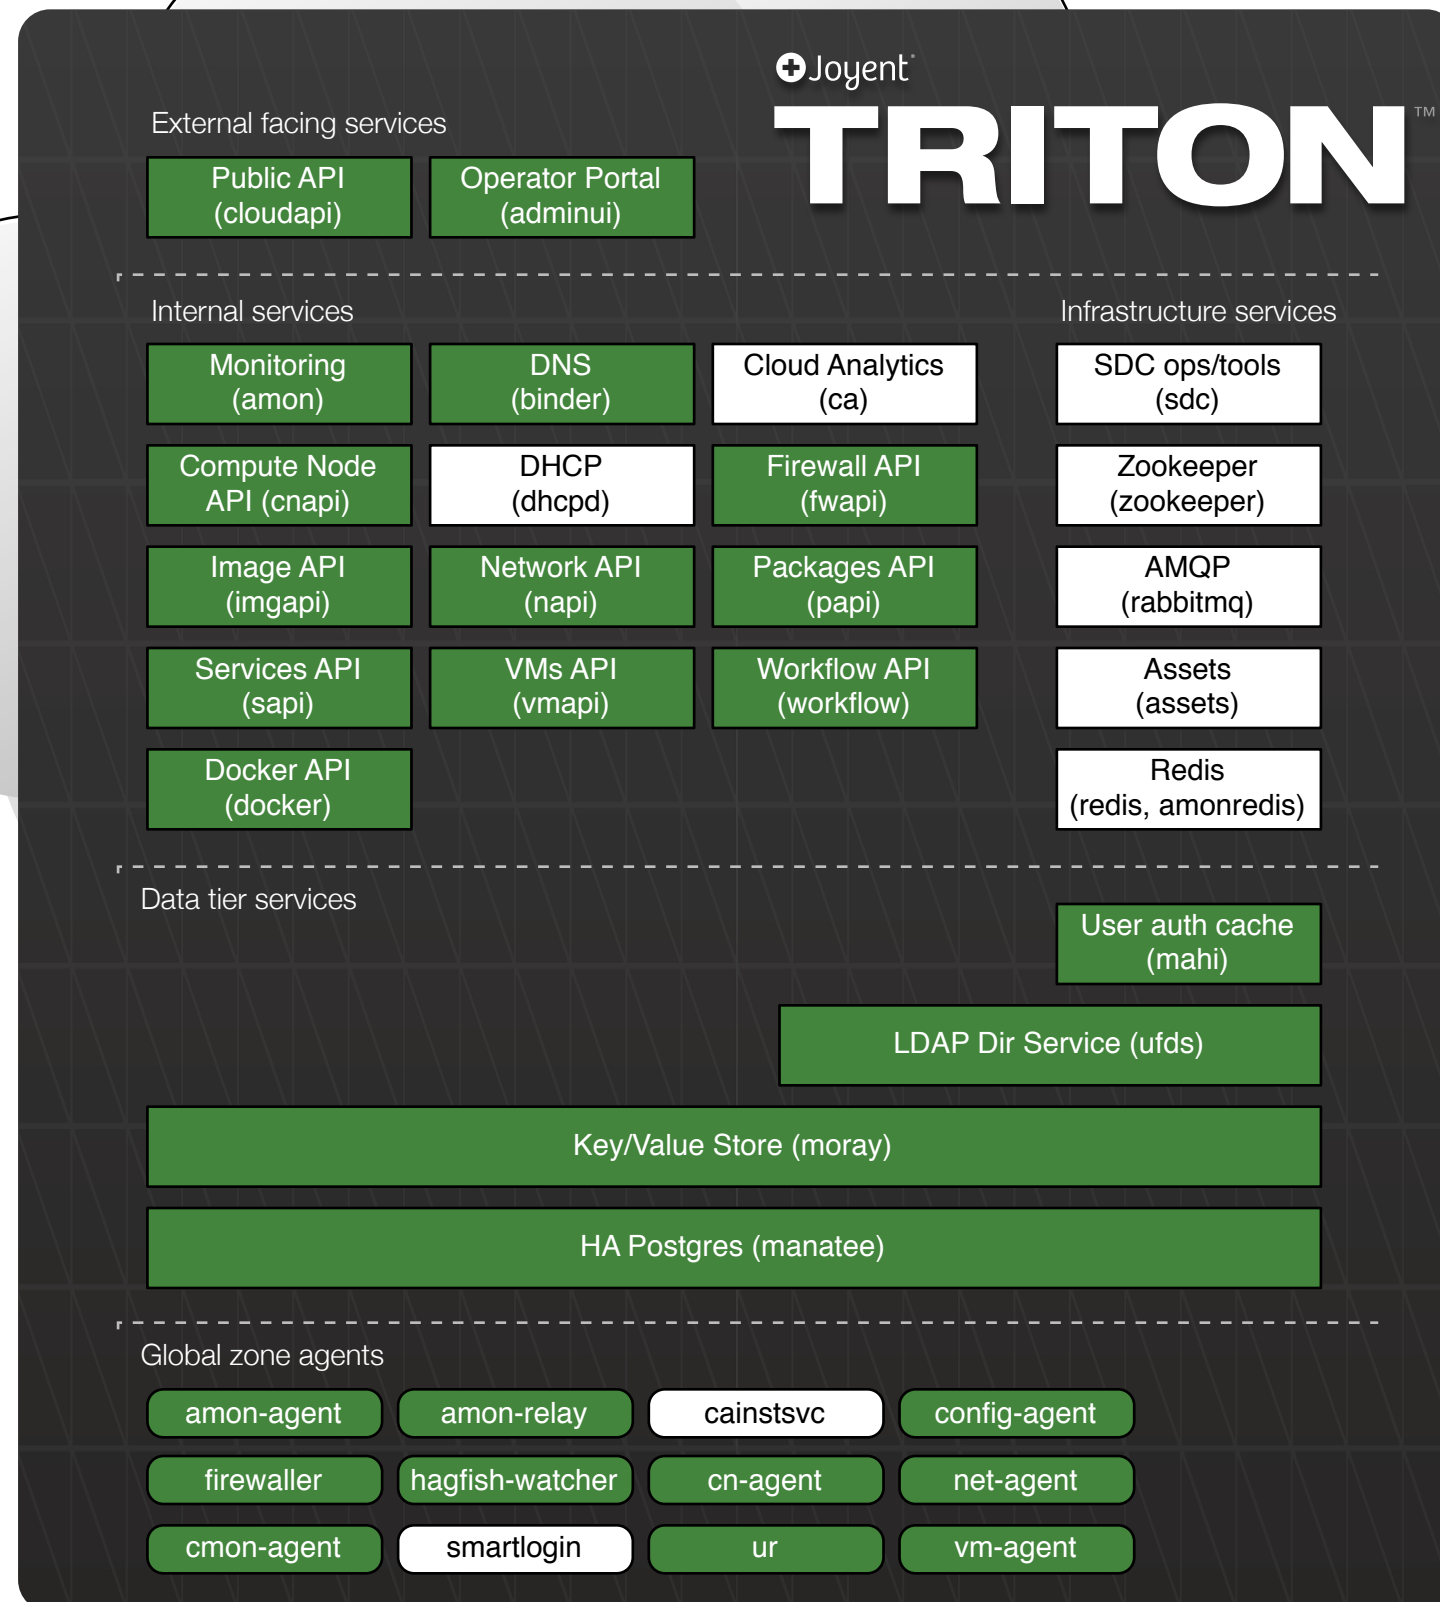 Joyent
TRITON™
External facing services
Public API
(cloudapi)
Operator Portal
(adminui)
Internal services
Monitoring
(amon)
DNS
(binder)
Cloud Analytics
(ca)
Compute Node
API (cnapi)
DHCP
(dhcpd)
Firewall API
(fwapi)
Image API
(imgapi)
Network API
(napi)
Packages API
(papi)
Services API
(sapi)
VMs API
(vmapi)
Workflow API
(workflow)
Docker API
(docker)
Infrastructure services
SDC ops/tools
(sdc)
Zookeeper
(zookeeper)
AMQP
(rabbitmq)
Assets
(assets)
Redis
(redis, amonredis)
Data tier services
User auth cache
(mahi)
LDAP Dir Service (ufds)
Key/Value Store (moray)
HA Postgres (manatee)
Global zone agents
amon-agent
amon-relay
cainstsvc
config-agent
firewaller
hagfish-watcher
cn-agent
net-agent
cmon-agent
smartlogin
ur
vm-agent